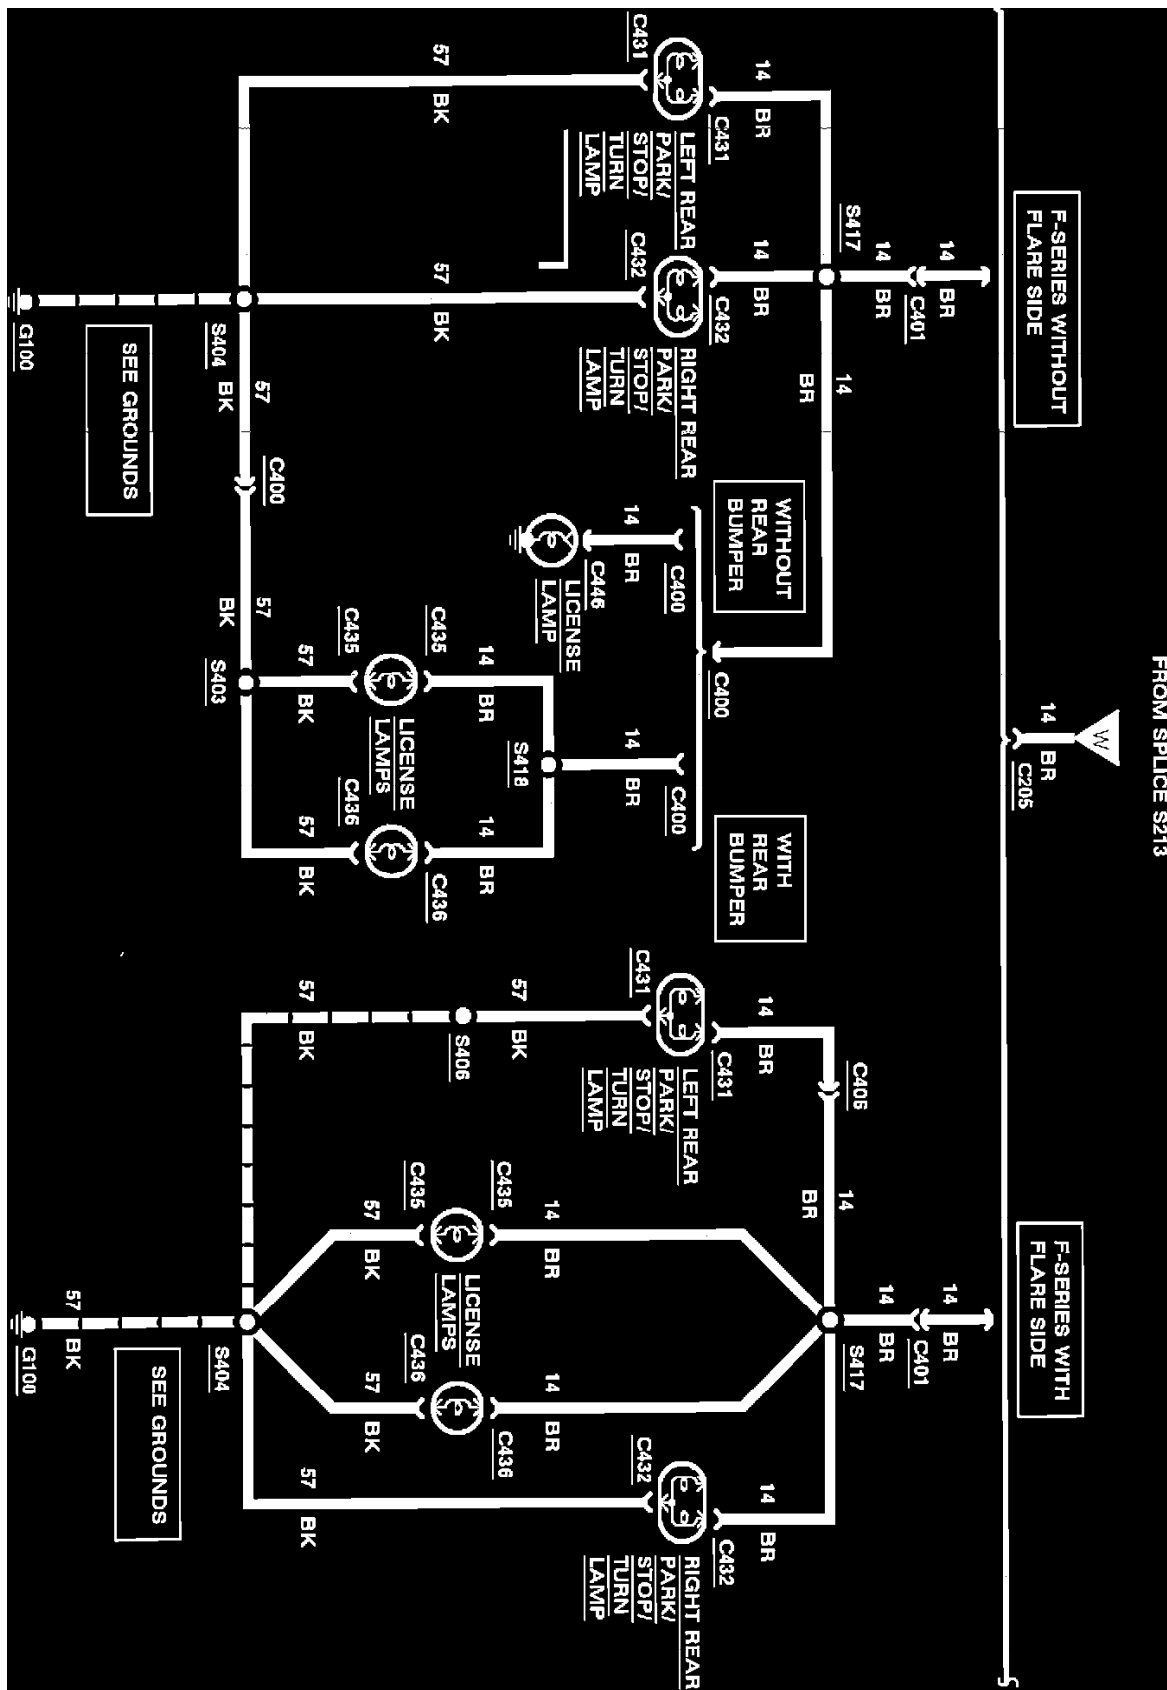 FROM SPLICE S213
W
14 BR
C205
F-SERIES WITHOUT
FLARE SIDE
F-SERIES WITH
FLARE SIDE
14 BR
C401
14 BR
S417
14 BR
C401
14 BR
S417
14 BR
C431
14 BR
C432
14
BR
WITHOUT
REAR
BUMPER
C400
WITH
REAR
BUMPER
14 BR
C431
C406
14
BR
14 BR
C432
C431
LEFT REAR
PARK/
STOP/
TURN
LAMP
C432
RIGHT REAR
PARK/
STOP/
TURN
LAMP
C400
14 BR
C446
LICENSE
LAMP
C400
14 BR
S418
C431
LEFT REAR
PARK/
STOP/
TURN
LAMP
C432
RIGHT REAR
PARK/
STOP/
TURN
LAMP
57 BK
57 BK
14 BR
C435
C435
LICENSE
LAMPS
14 BR
C436
C436
57 BK
57 BK
57 BK
S406
57 BK
14 BR
C435
C435
LICENSE
LAMPS
14 BR
C436
C436
57 BK
57 BK
57 BK
S404
57
BK
C400
57
BK
S403
S404
SEE GROUNDS
G100
57 BK
SEE GROUNDS
G100